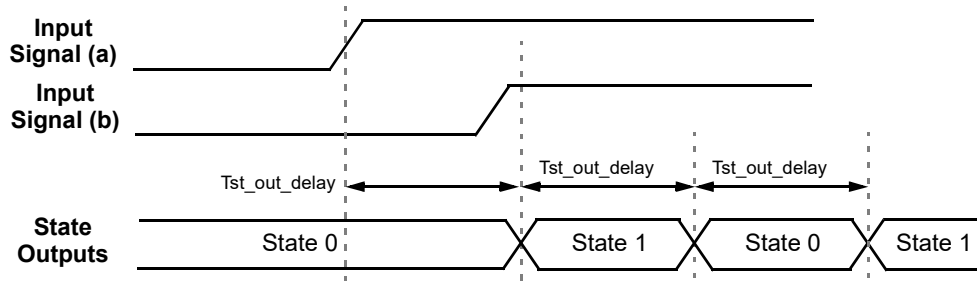 Input
Signal (a)
Input
Signal (b)
Tst_out_delay
Tst_out_delay
Tst_out_delay
State
Outputs
State 0
State 1
State 0
State 1